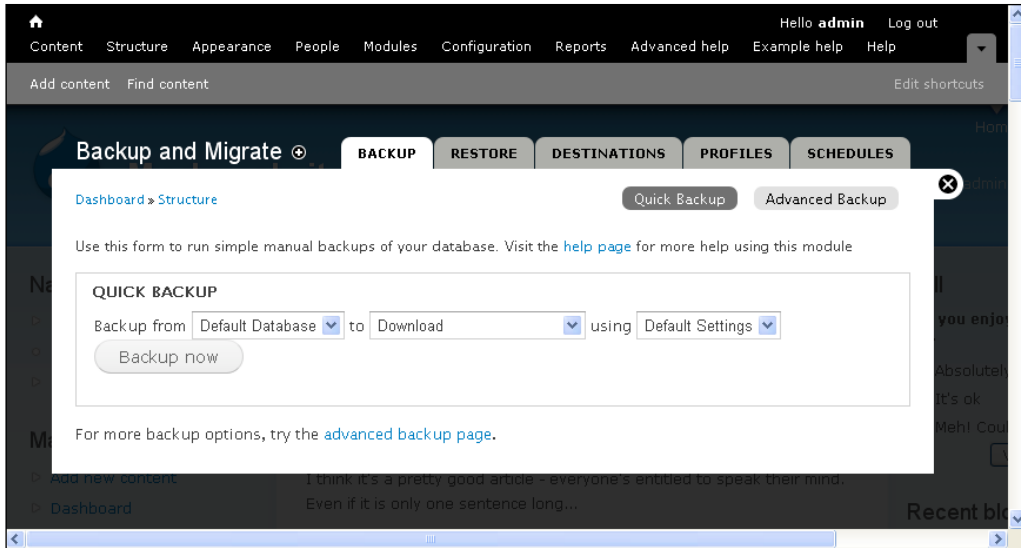 Hello admin Log out
Content Structure Appearance People Modules Configuration Reports Advanced help Example help Help
Add content Find content Edit shortcuts
Backup and Migrate BACKUP RESTORE DESTINATIONS PROFILES SCHEDULES
Dashboard » Structure Quick Backup Advanced Backup
admin
Use this form to run simple manual backups of your database. Visit the help page for more help using this module
QUICK BACKUP
Backup from Default Database to Download using Default Settings
you enjo
Backup now
Absolutely
It's ok
For more backup options, try the advanced backup page.
Meh! Coul
Add new content
I think it's a pretty good article - everyone's entitled to speak their mind.
Dashboard
Even if it is only one sentence long...
Recent blo